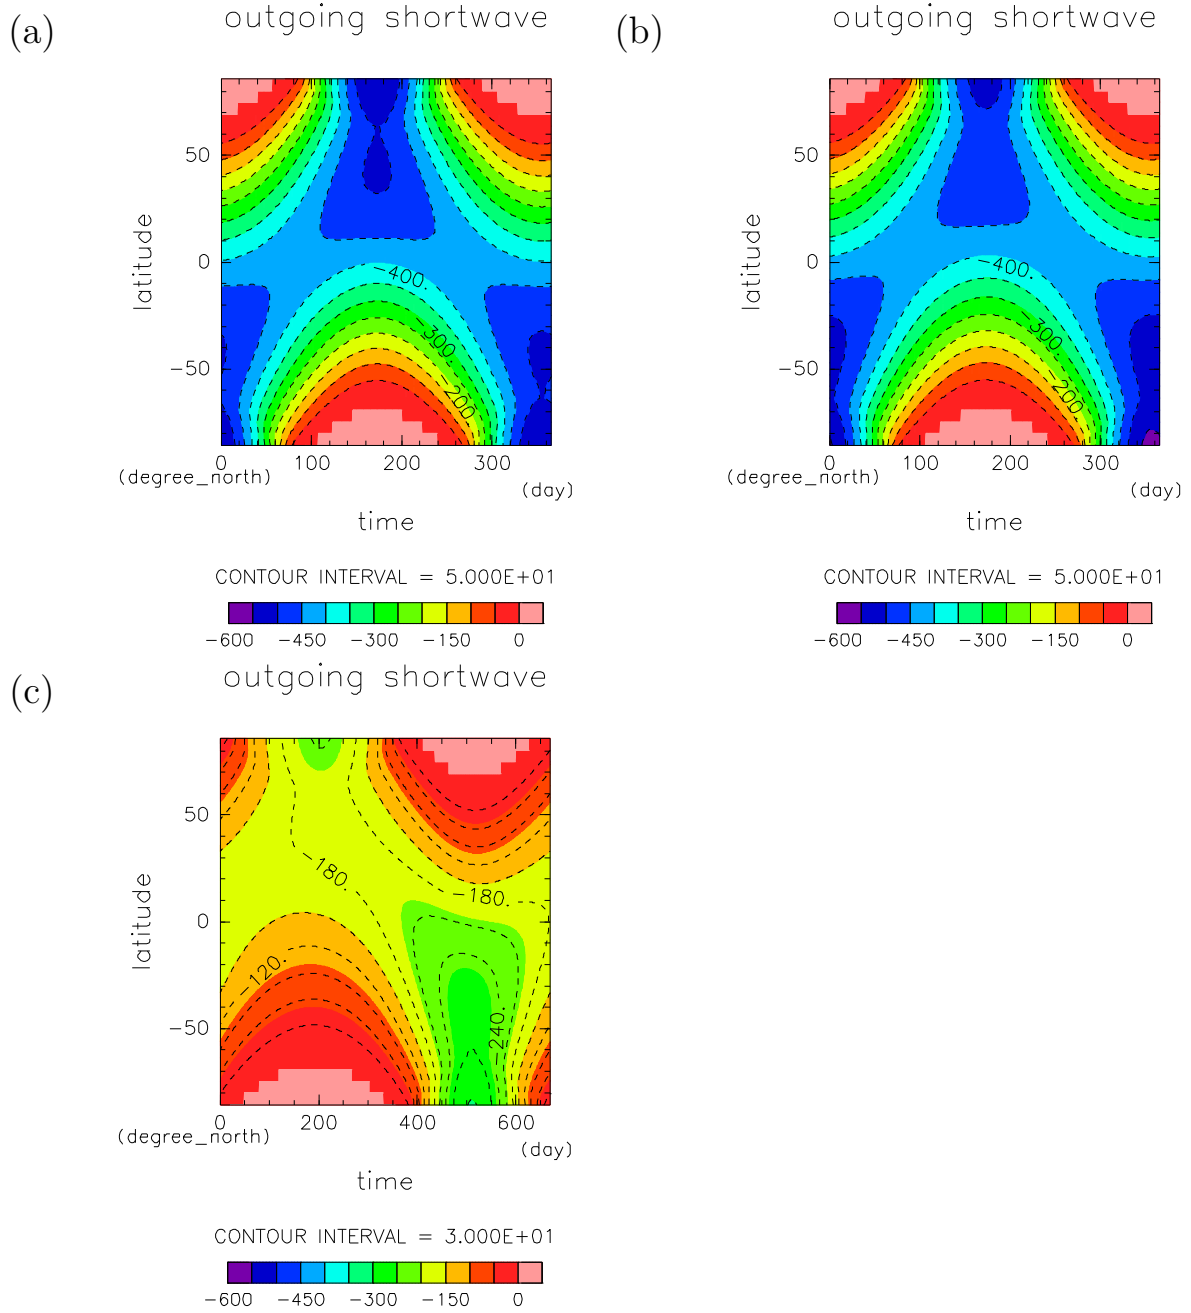 (a)
outgoing shortwave
50
0
−50
latitude
−400.
−300.
−200.
0 100 200 300
(degree_north)
(day)
time
CONTOUR INTERVAL = 5.000E+01
−600 −450 −300 −150 0
(b)
outgoing shortwave
50
0
−50
latitude
−400.
−300.
−200.
0 100 200 300
(degree_north)
(day)
time
CONTOUR INTERVAL = 5.000E+01
−600 −450 −300 −150 0
(c)
outgoing shortwave
50
0
−50
latitude
−180.
−180.
−120.
−240.
0 200 400 600
(degree_north)
(day)
time
CONTOUR INTERVAL = 3.000E+01
−600 −450 −300 −150 0